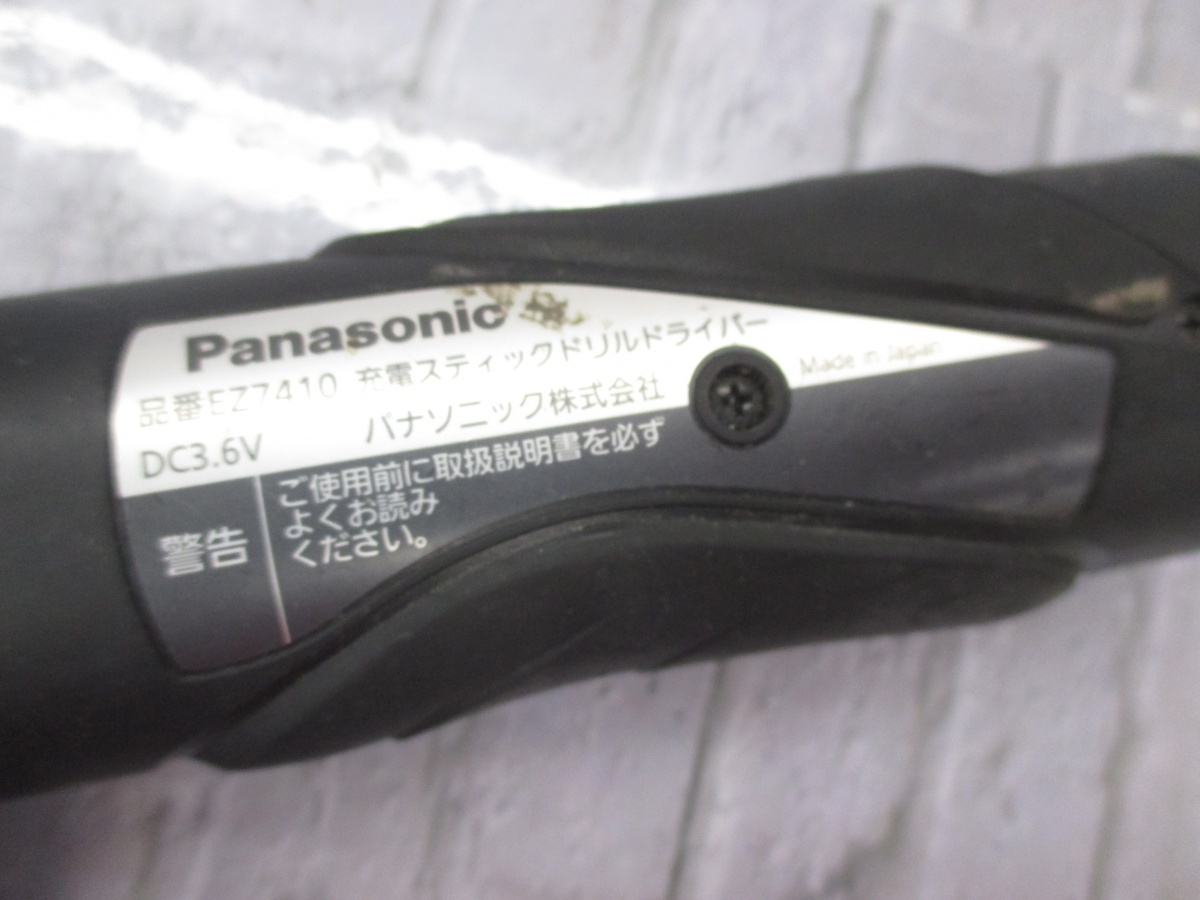 Panasonic
品番EZ7410 充電スティックドリルドライバー
DC3.6V パナソニック株式会社
Made in Japan
警告
ご使用前に取扱説明書を必ず
よくお読み
ください。